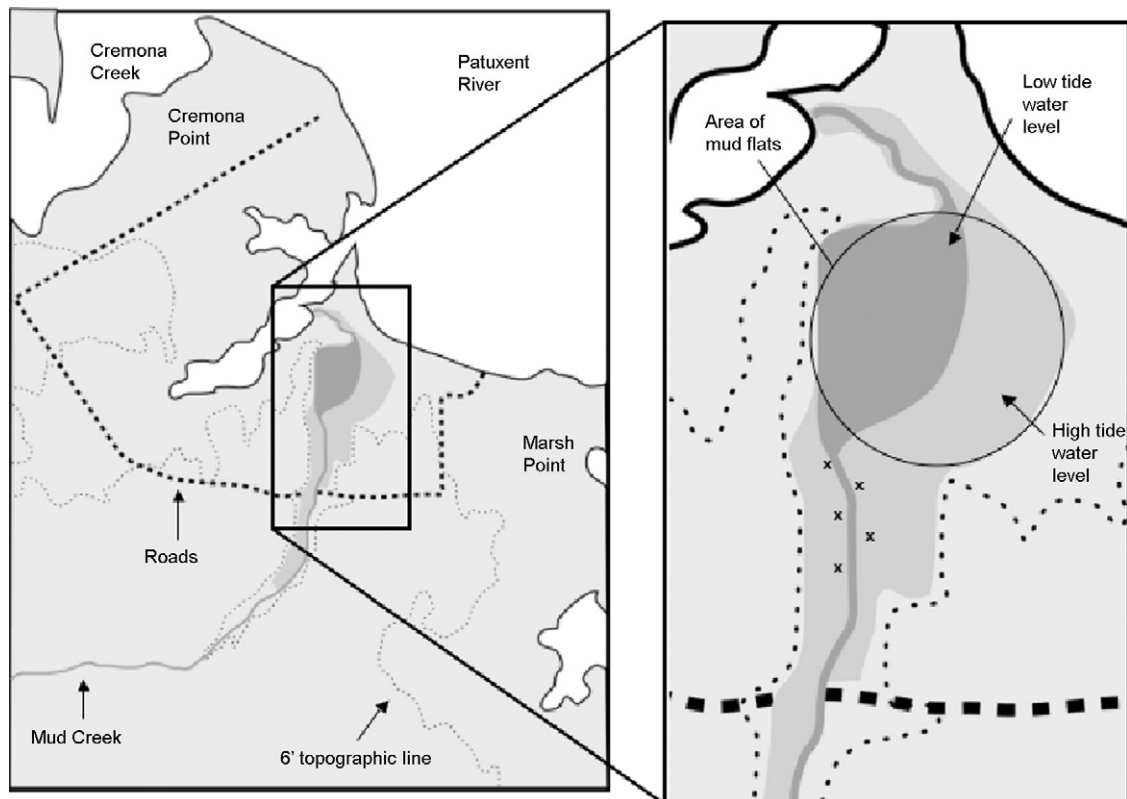 Cremona
Creek
Cremona
Point
Patuxent
River
Marsh
Point
Roads
Mud Creek
6' topographic line
Low tide
water
level
Area of
mud flats
High tide
water
level
x
x
x
x
x